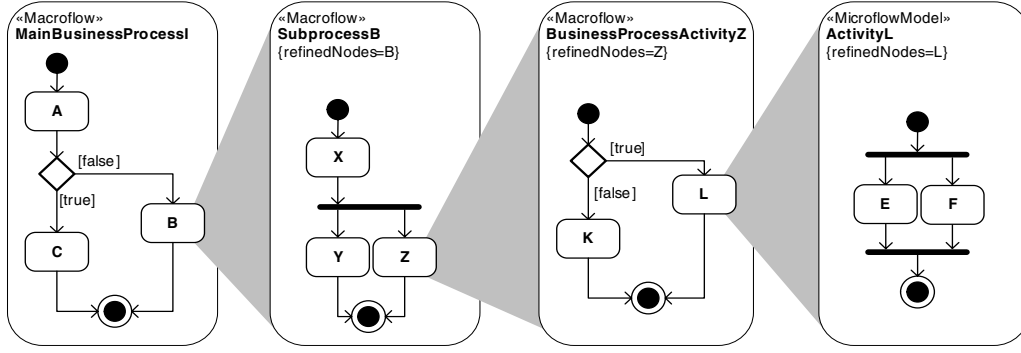 «Macroflow»
MainBusinessProcessI
A
[false]
[true]
B
C
«Macroflow»
SubprocessB
{refinedNodes=B}
X
Y
Z
«Macroflow»
BusinessProcessActivityZ
{refinedNodes=Z}
[true]
[false]
L
K
«MicroflowModel»
ActivityL
{refinedNodes=L}
E
F